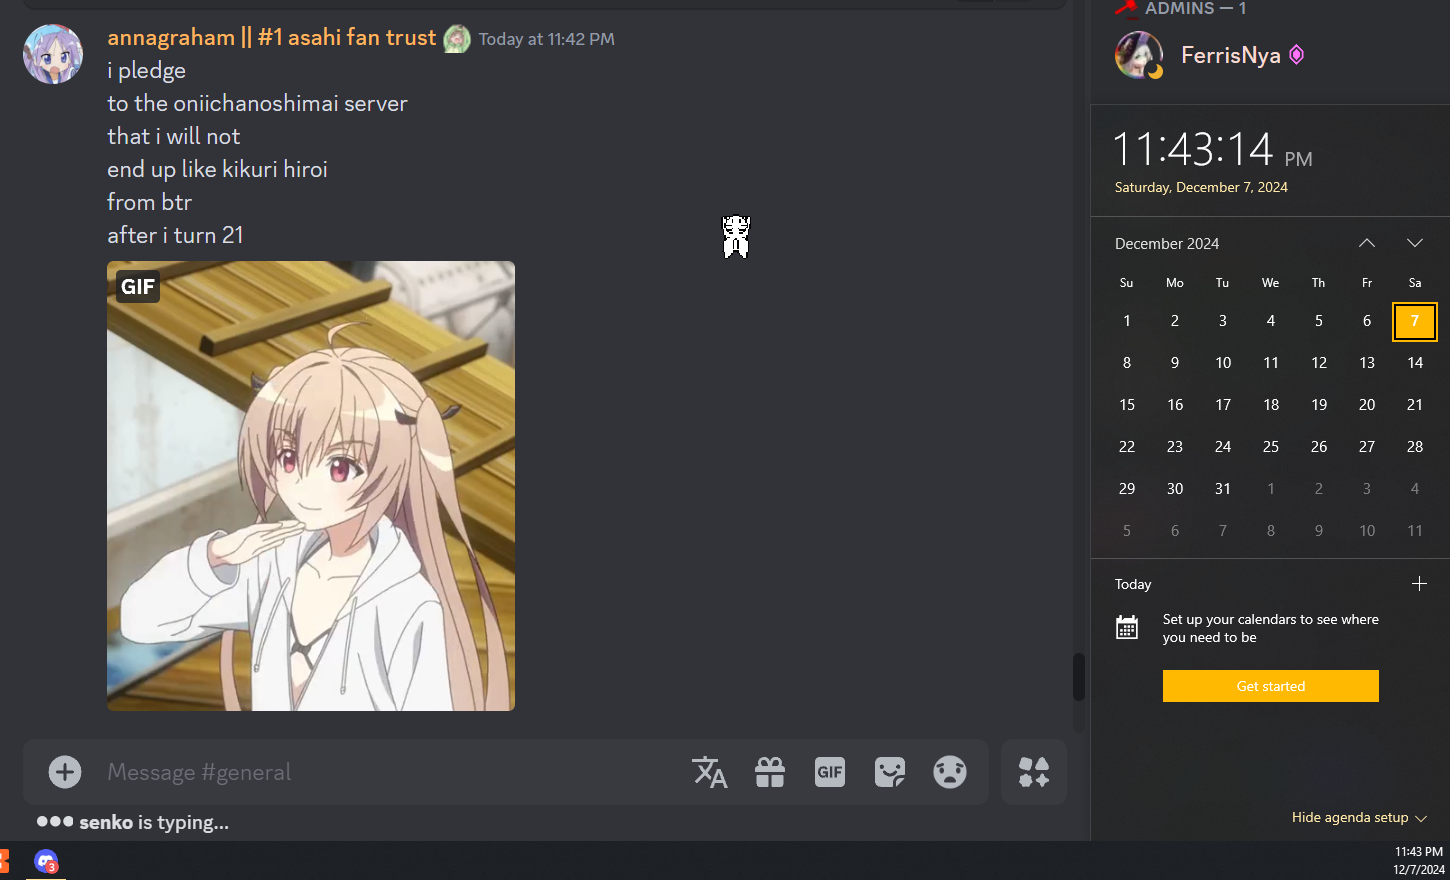 annagraham || #1 asahi fan trust Today at 11:42 PM
i pledge
to the oniichanoshimai server
that i will not
end up like kikuri hiroi
from btr
after i turn 21
GIF
Message #general
GIF
senko is typing...
3
ADMINS — 1
FerrisNya
11:43:14 PM
Saturday, December 7, 2024
December 2024
Su Mo Tu We Th Fr Sa
1 2 3 4 5 6 7
8 9 10 11 12 13 14
15 16 17 18 19 20 21
22 23 24 25 26 27 28
29 30 31 1 2 3 4
5 6 7 8 9 10 11
Today
Set up your calendars to see where
you need to be
Get started
Hide agenda setup
11:43 PM
12/7/2024